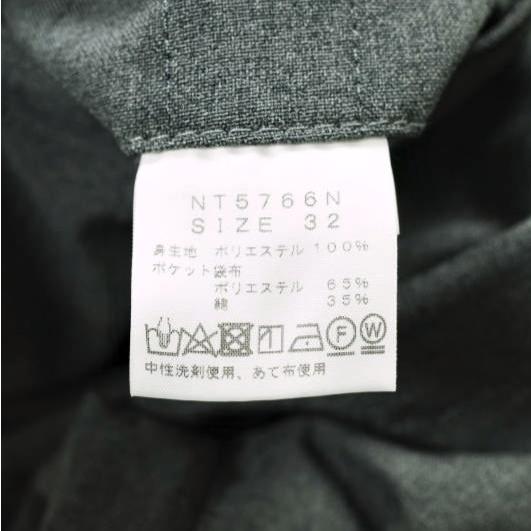 NT5766N
SIZE 32
身生地 ポリエステル 100%
ポケット袋布
ポリエステル 65%
綿 35%
F W
中性洗剤使用、あて布使用